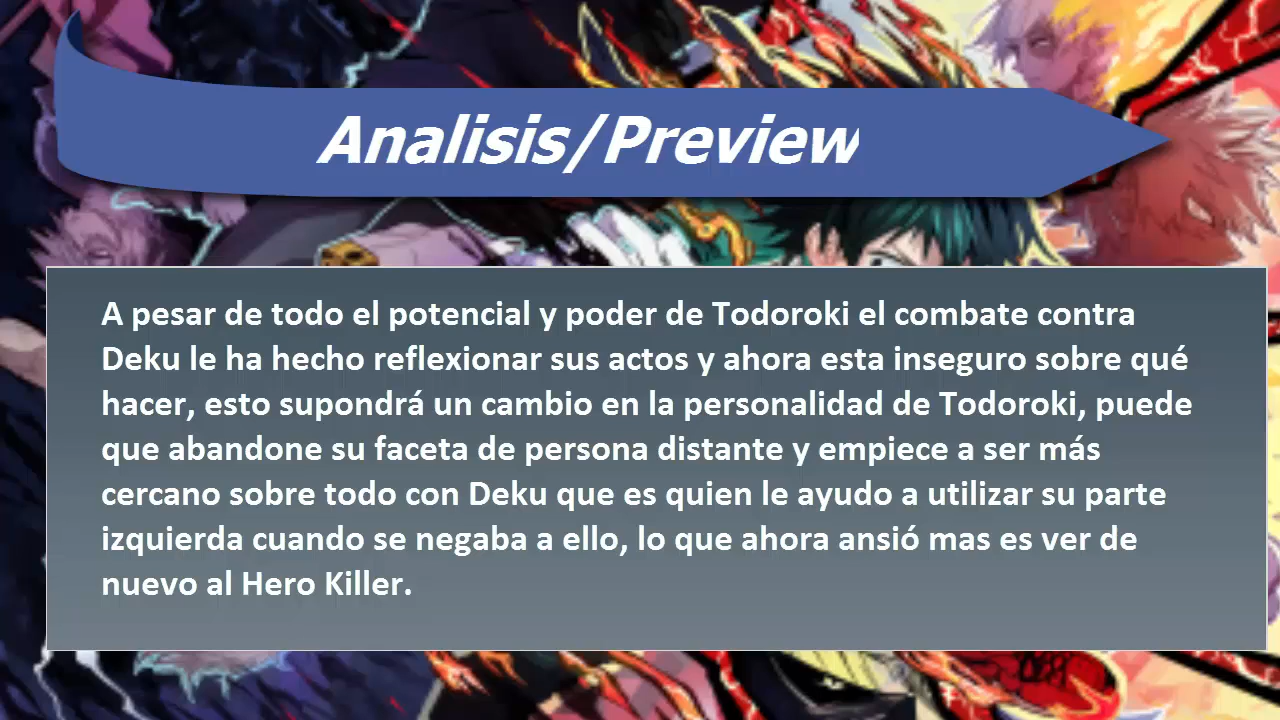 Analisis/Preview
A pesar de todo el potencial y poder de Todoroki el combate contra
Deku le ha hecho reflexionar sus actos y ahora esta inseguro sobre qué
hacer, esto supondrá un cambio en la personalidad de Todoroki, puede
que abandone su faceta de persona distante y empiece a ser más
cercano sobre todo con Deku que es quien le ayudo a utilizar su parte
izquierda cuando se negaba a ello, lo que ahora ansió mas es ver de
nuevo al Hero Killer.